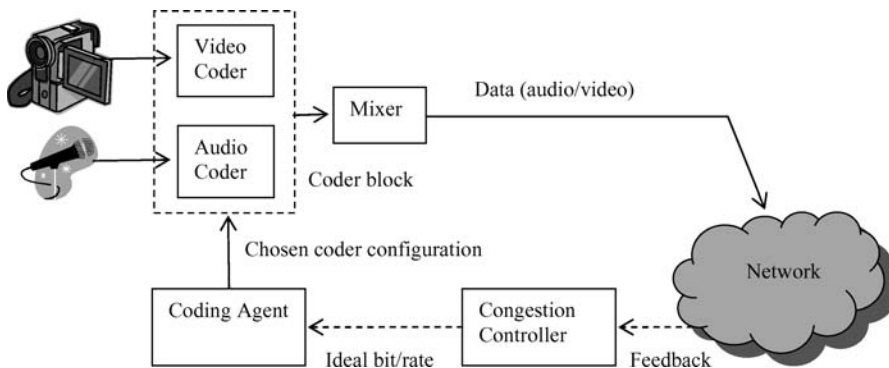 Video
Coder
Audio
Coder
Mixer
Data (audio/video)
Coder block
Chosen coder configuration
Network
Coding Agent
Congestion
Controller
Ideal bit/rate
Feedback